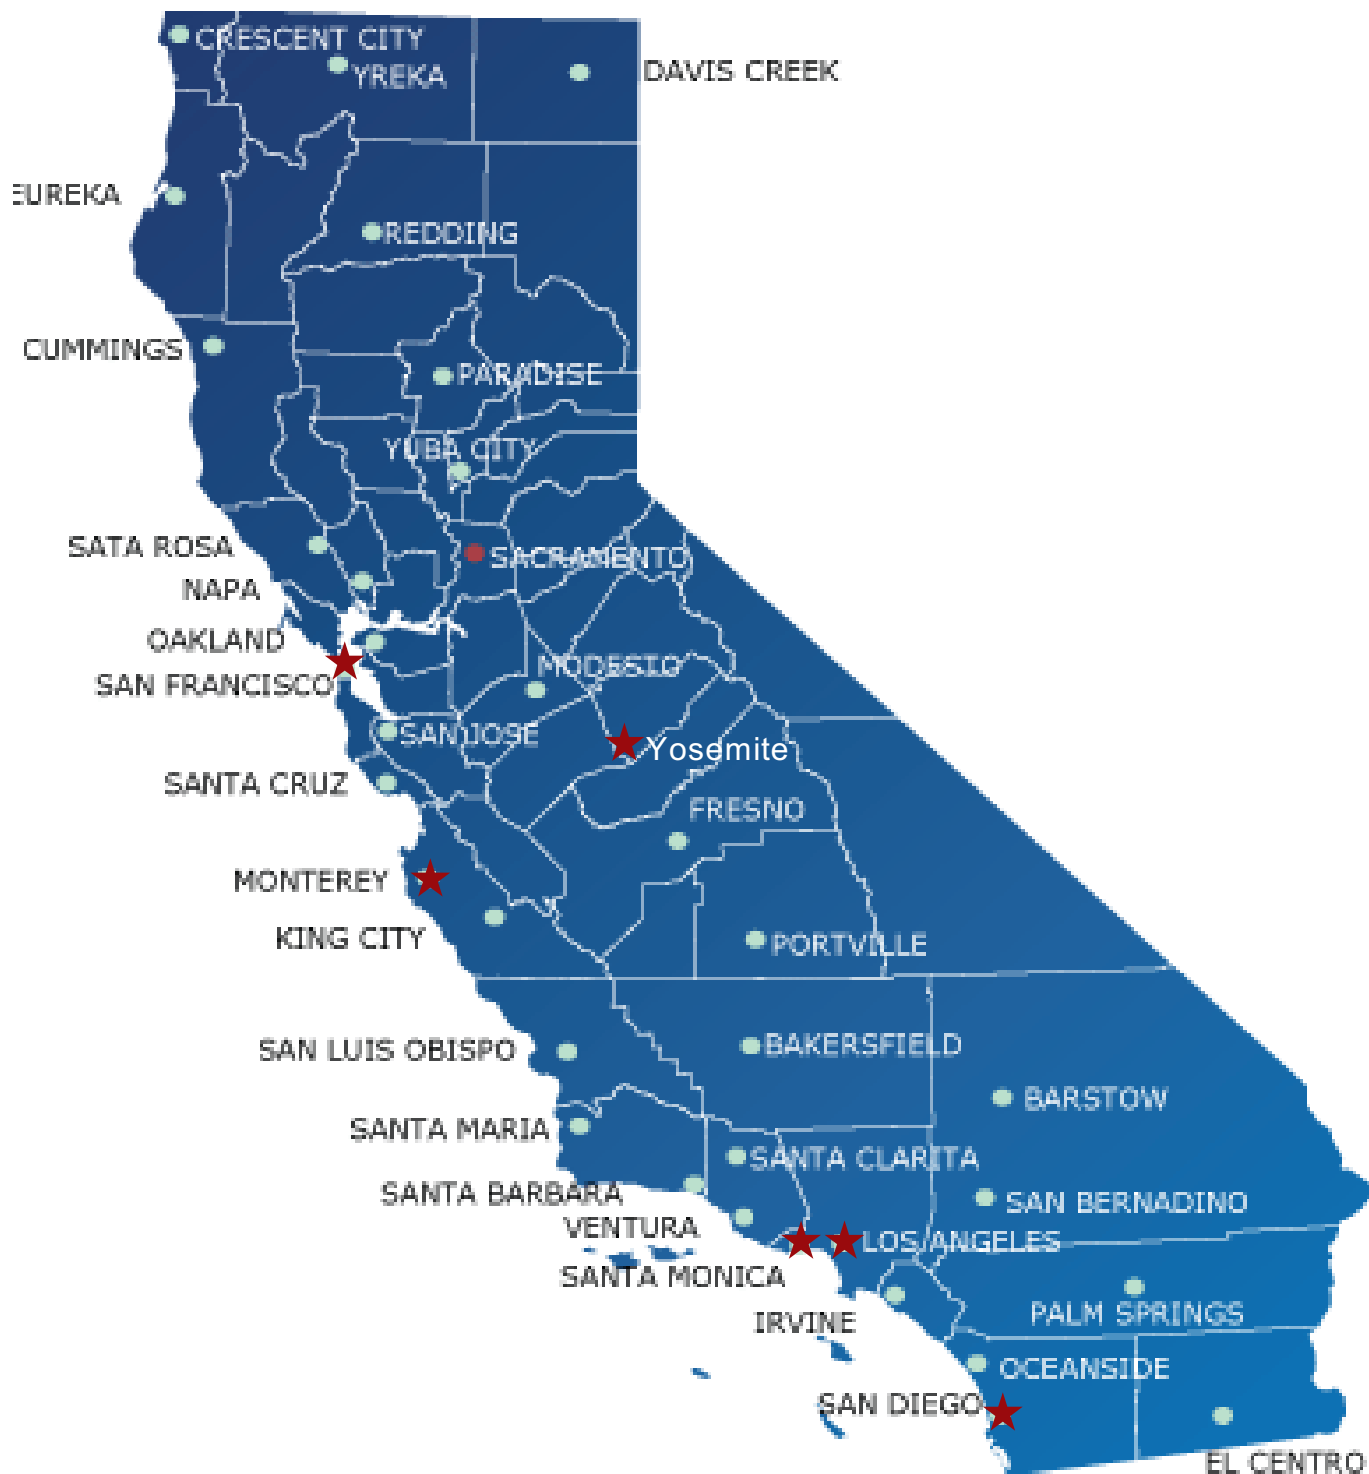 CRESCENT CITY
YREKA
DAVIS CREEK
EUREKA
REDDING
CUMMINGS
PARADISE
YUBA CITY
SATA ROSA
SACRAMENTO
NAPA
OAKLAND
MODESTO
SAN FRANCISCO
SAN JOSE
Yosemite
SANTA CRUZ
FRESNO
MONTEREY
KING CITY
PORTVILLE
SAN LUIS OBISPO
BAKERSFIELD
BARSTOW
SANTA MARIA
SANTA CLARITA
SANTA BARBARA
SAN BERNADINO
VENTURA
LOS ANGELES
SANTA MONICA
PALM SPRINGS
IRVINE
OCEANSIDE
SAN DIEGO
EL CENTRO